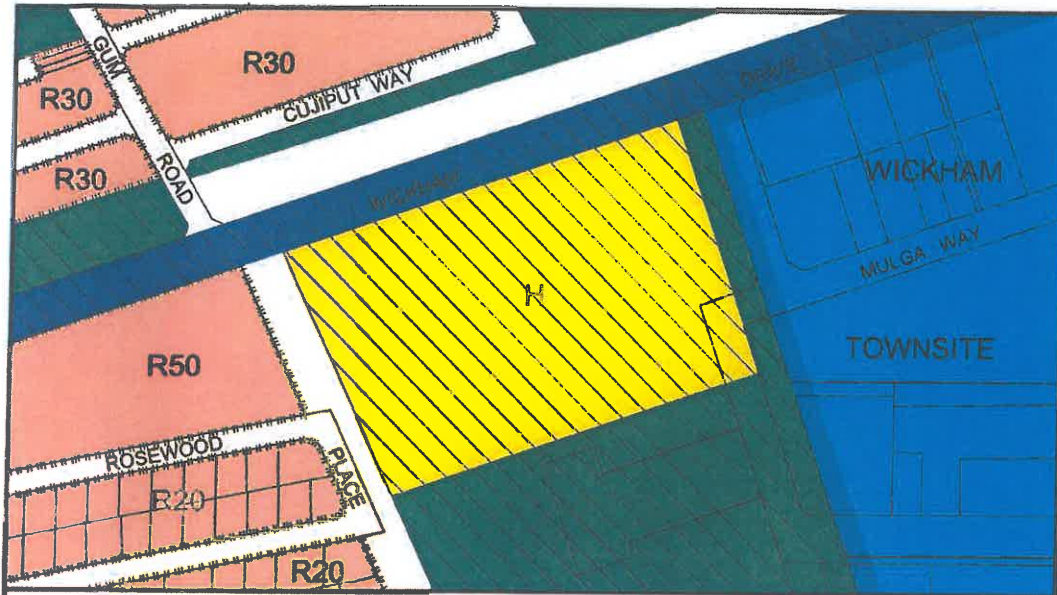 GUM
ROAD
R30
R30
R30
CUJIPUT WAY
WICKHAM
DRIVE
WICKHAM
MULGA WAY
H
TOWNSITE
R50
ROSEWOOD
PLACE
R20
R20